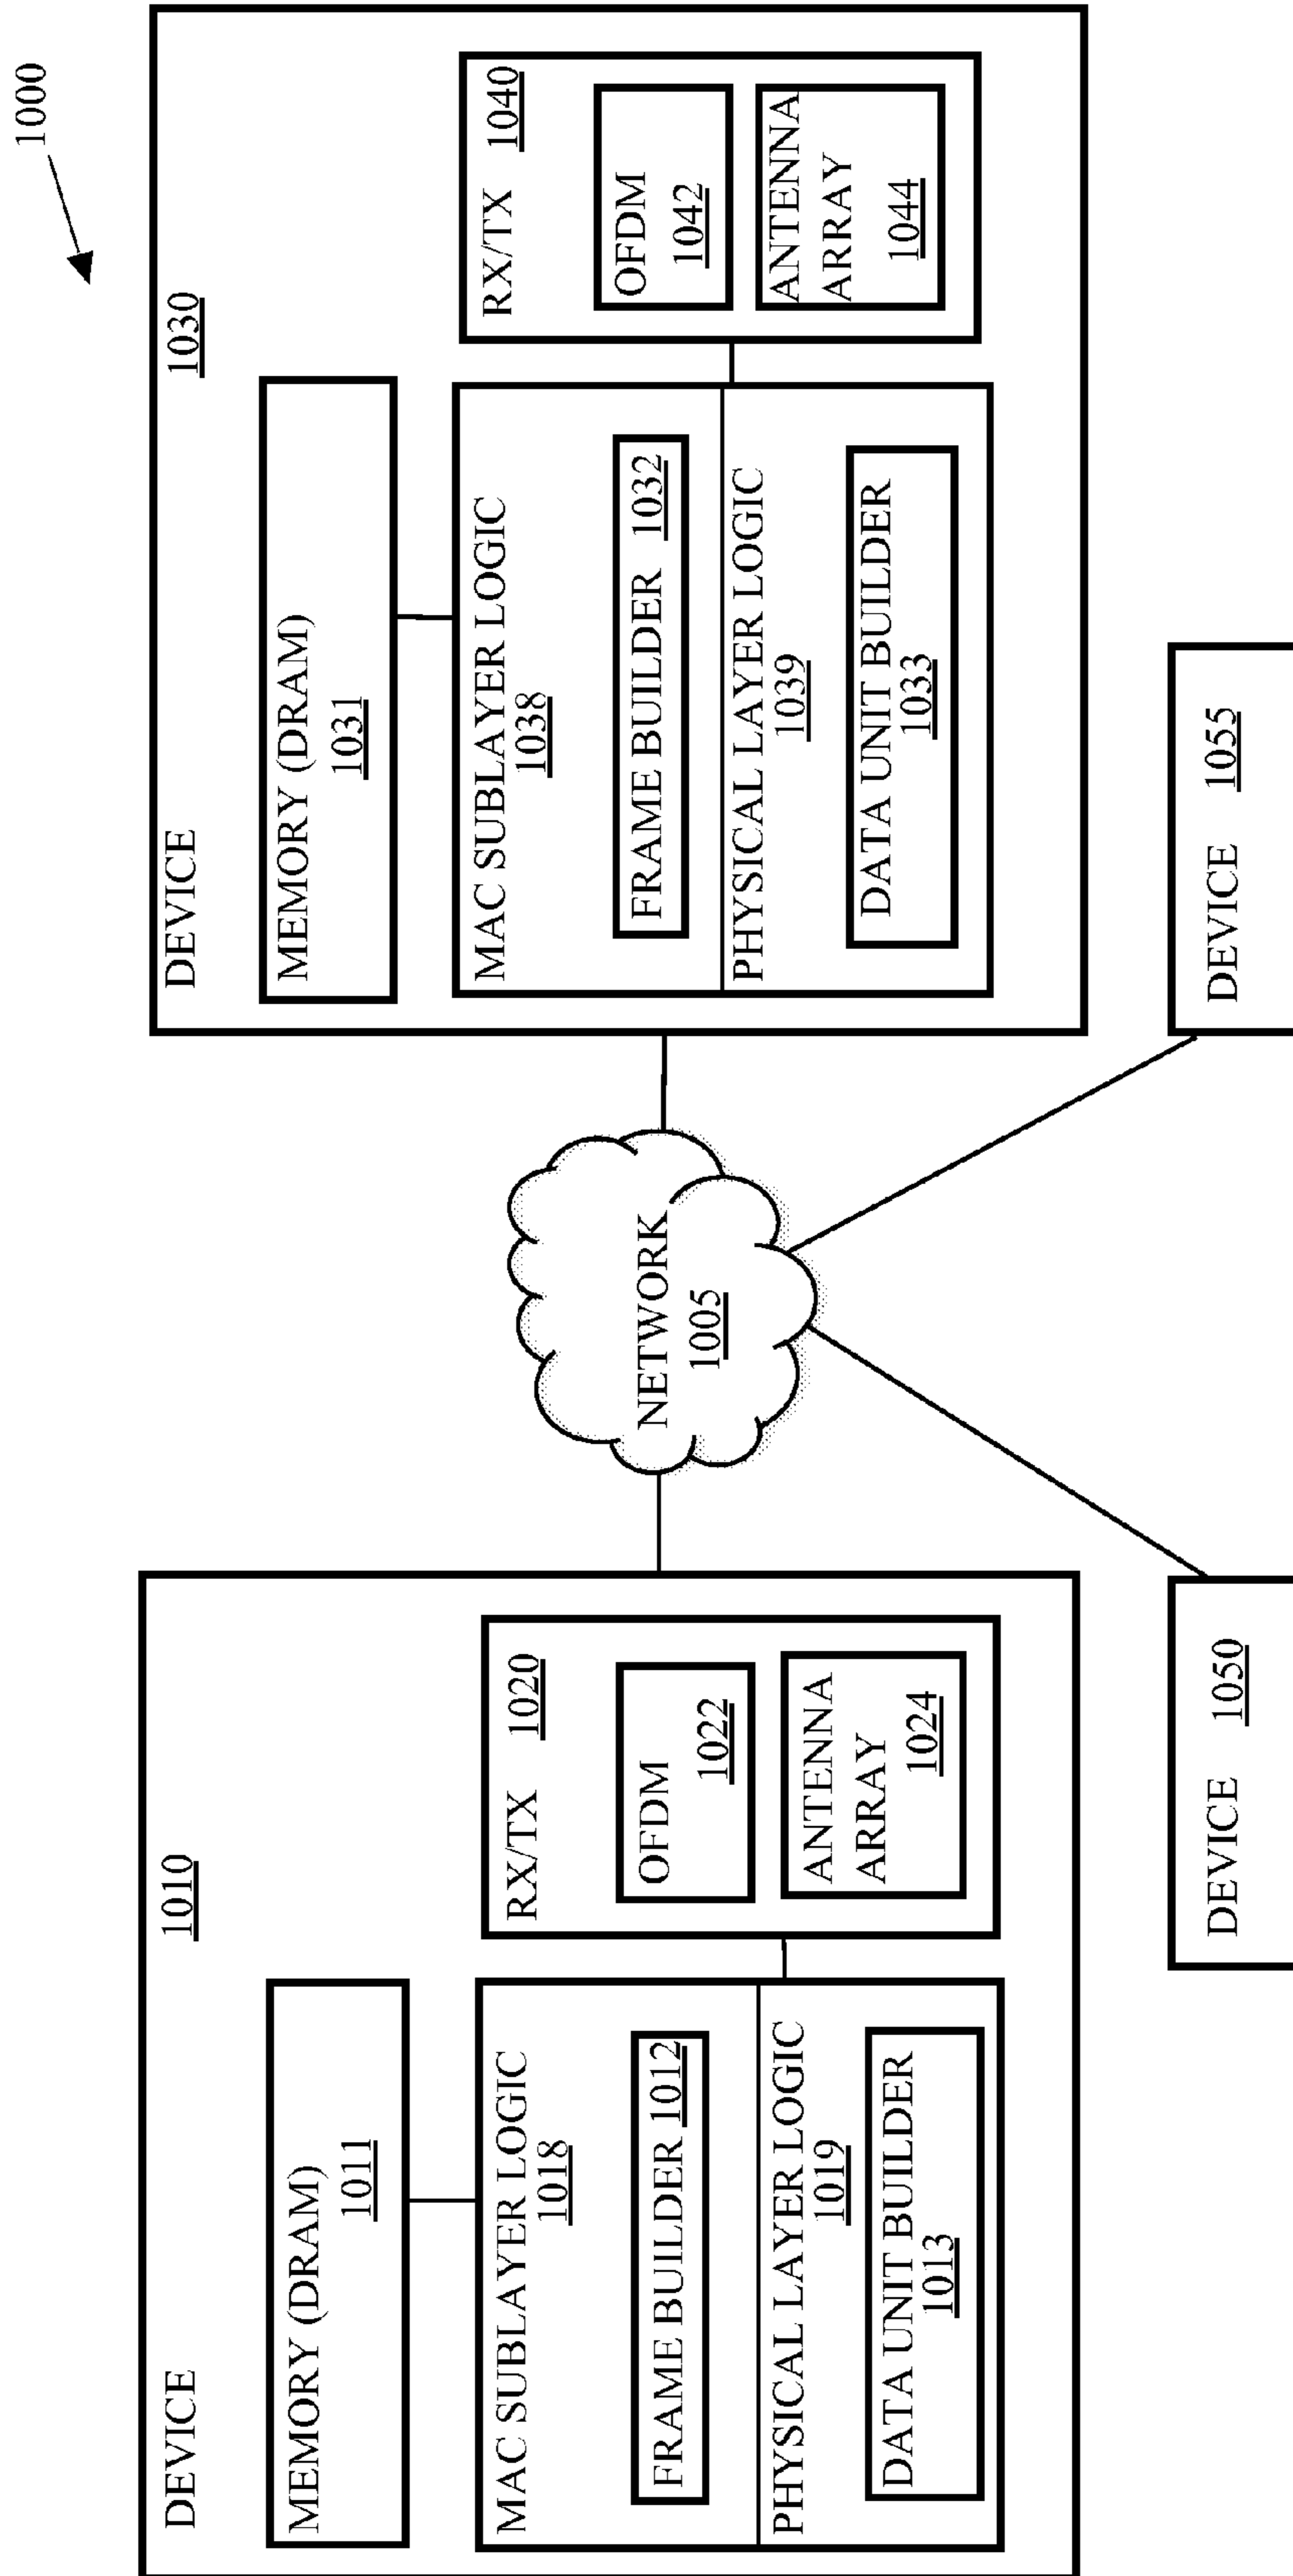 1000
DEVICE
1010
MEMORY (DRAM)
1011
MAC SUBLAYER LOGIC
1018
FRAME BUILDER 1012
PHYSICAL LAYER LOGIC
1019
DATA UNIT BUILDER
1013
RX/TX 1020
OFDM
1022
ANTENNA
ARRAY
1024
NETWORK
1005
DEVICE
1030
MEMORY (DRAM)
1031
MAC SUBLAYER LOGIC
1038
FRAME BUILDER 1032
PHYSICAL LAYER LOGIC
1039
DATA UNIT BUILDER
1033
RX/TX 1040
OFDM
1042
ANTENNA
ARRAY
1044
DEVICE 1050
DEVICE 1055